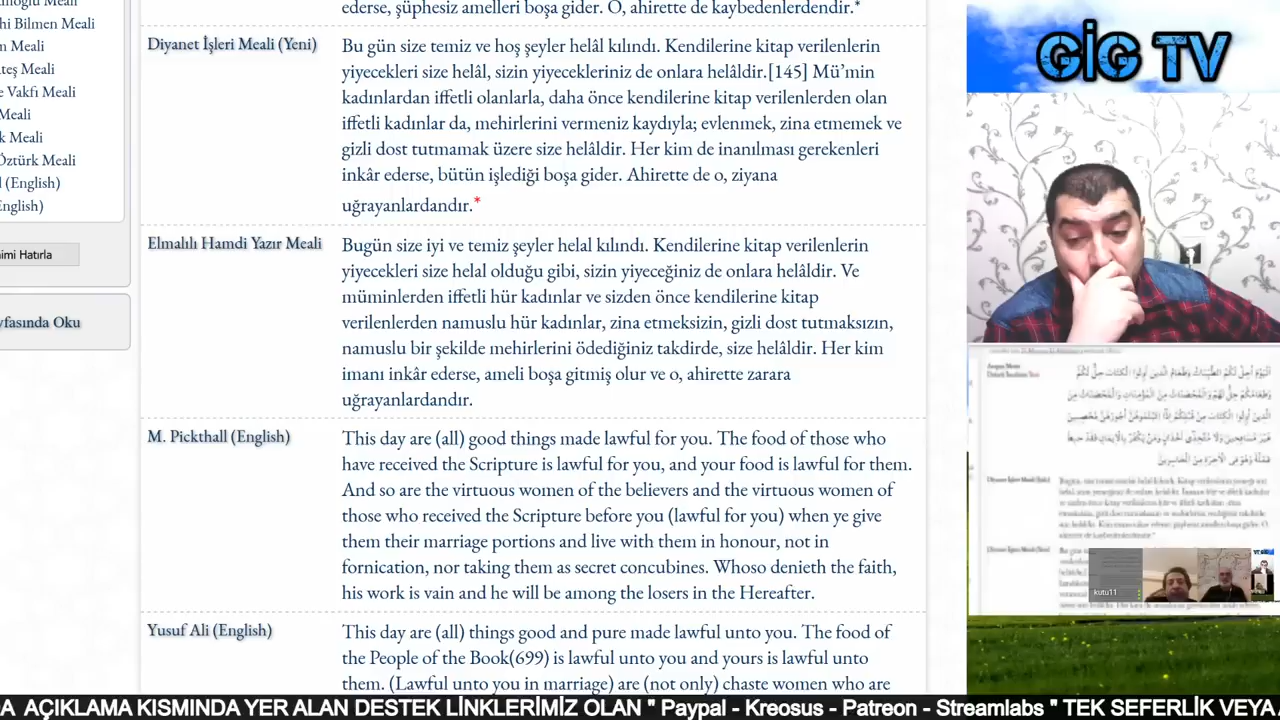 noğlu Meali
hi Bilmen Meali
m Meali
teş Meali
e Vakfı Meali
Meali
k Meali
Öztürk Meali
l (English)
nglish)
imi Hatırla
yfasında Oku
ederse, şüphesiz amelleri boşa gider. O, ahirette de kaybedenlerdendir.*
Diyanet İşleri Meali (Yeni)
Bu gün size temiz ve hoş şeyler helâl kılındı. Kendilerine kitap verilenlerin
yiyecekleri size helâl, sizin yiyecekleriniz de onlara helâldir.[145] Mü’min
kadınlardan iffetli olanlarla, daha önce kendilerine kitap verilenlerden olan
iffetli kadınlar da, mehirlerini vermeniz kaydıyla; evlenmek, zina etmemek ve
gizli dost tutmamak üzere size helâldir. Her kim de inanılması gerekenleri
inkâr ederse, bütün işlediği boşa gider. Ahirette de o, ziyana
uğrayanlardandır.*
Elmalılı Hamdi Yazır Meali
Bugün size iyi ve temiz şeyler helal kılındı. Kendilerine kitap verilenlerin
yiyecekleri size helal olduğu gibi, sizin yiyeceğiniz de onlara helâldir. Ve
müminlerden iffetli hür kadınlar ve sizden önce kendilerine kitap
verilenlerden namuslu hür kadınlar, zina etmeksizin, gizli dost tutmaksızın,
namuslu bir şekilde mehirlerini ödediğiniz takdirde, size helâldir. Her kim
imanı inkâr ederse, ameli boşa gitmiş olur ve o, ahirette zarara
uğrayanlardandır.
M. Pickthall (English)
This day are (all) good things made lawful for you. The food of those who
have received the Scripture is lawful for you, and your food is lawful for them.
And so are the virtuous women of the believers and the virtuous women of
those who received the Scripture before you (lawful for you) when ye give
them their marriage portions and live with them in honour, not in
fornication, nor taking them as secret concubines. Whoso denieth the faith,
his work is vain and he will be among the losers in the Hereafter.
Yusuf Ali (English)
This day are (all) things good and pure made lawful unto you. The food of
the People of the Book(699) is lawful unto you and yours is lawful unto
them. (Lawful unto you in marriage) are (not only) chaste women who are
GİG TV
kutu11
DA AÇIKLAMA KISMINDA YER ALAN DESTEK LİNKLERİMİZ OLAN " Paypal - Kreosus - Patreon - Streamlabs " TEK SEFERLİK VEYA